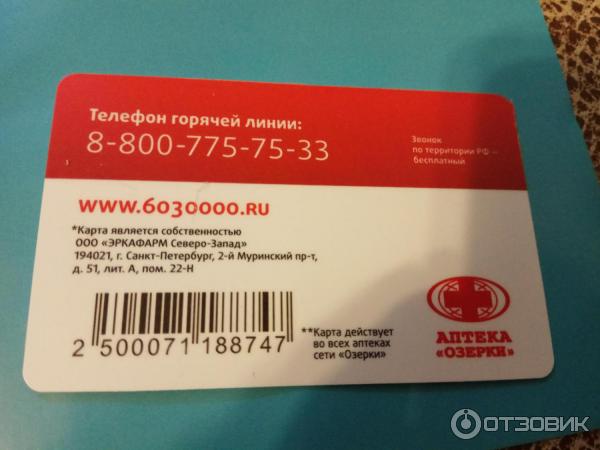 Телефон горячей линии:
8-800-775-75-33
Звонок
по территории РФ –
бесплатный
www.6030000.ru
*Карта является собственностью
ООО «ЭРКАФАРМ Северо-Запад»
194021, г. Санкт-Петербург, 2-й Муринский пр-т,
д. 51, лит. А, пом. 22-Н
2 500071 188747
**Карта действует
во всех аптеках
сети «Озерки»
АПТЕКА
«ОЗЕРКИ»
ОТЗОВИК